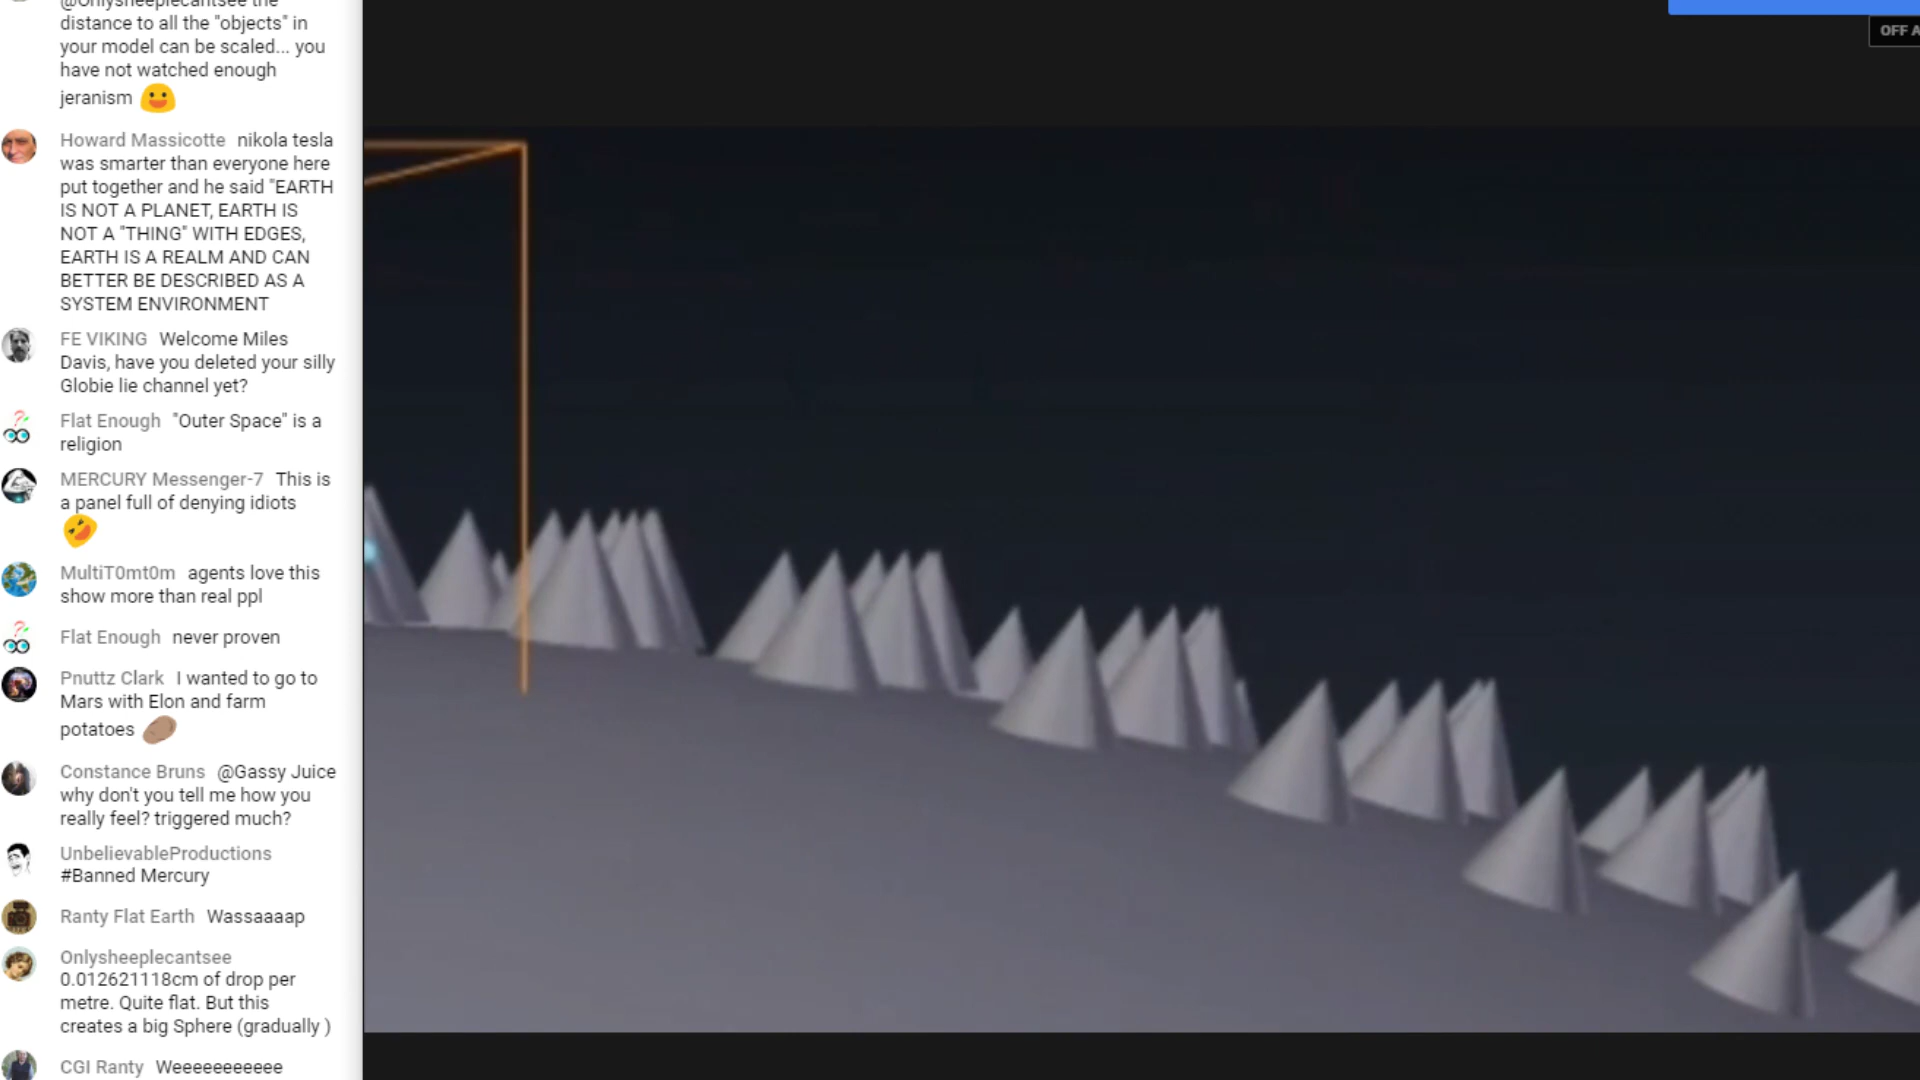 @Onlysheeplecantsee the
distance to all the "objects" in
your model can be scaled... you
have not watched enough
jeranism
Howard Massicotte nikola tesla
was smarter than everyone here
put together and he said "EARTH
IS NOT A PLANET, EARTH IS
NOT A "THING" WITH EDGES,
EARTH IS A REALM AND CAN
BETTER BE DESCRIBED AS A
SYSTEM ENVIRONMENT
FE VIKING Welcome Miles
Davis, have you deleted your silly
Globie lie channel yet?
Flat Enough "Outer Space" is a
religion
MERCURY Messenger-7 This is
a panel full of denying idiots
MultiT0mt0m agents love this
show more than real ppl
Flat Enough never proven
Pnuttz Clark I wanted to go to
Mars with Elon and farm
potatoes
Constance Bruns @Gassy Juice
why don't you tell me how you
really feel? triggered much?
UnbelievableProductions
#Banned Mercury
Ranty Flat Earth Wassaaaap
Onlysheeplecantsee
0.012621118cm of drop per
metre. Quite flat. But this
creates a big Sphere (gradually )
CGI Ranty Weeeeeeeeeee
OFF A